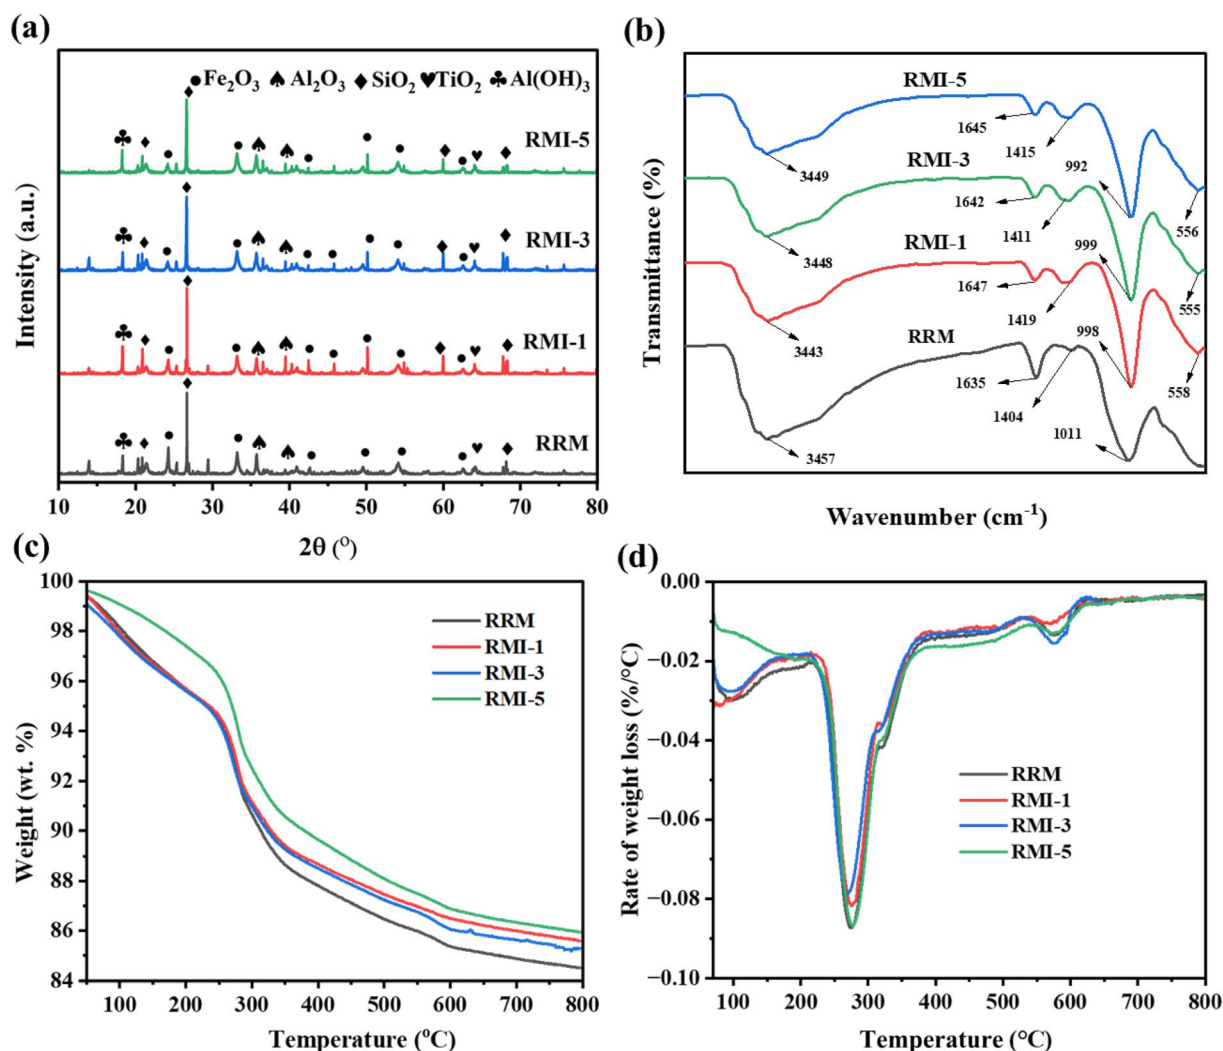 (a)
●Fe₂O₃ ♠Al₂O₃ ♦SiO₂ ♥TiO₂ ♣Al(OH)₃
RMI-5
RMI-3
RMI-1
RRM
Intensity (a.u.)
10 20 30 40 50 60 70 80
2θ (°)
(b)
RMI-5
1645
1415
3449
992
556
RMI-3
1642
1411
3448
999
555
RMI-1
1647
1419
3443
998
558
RRM
1635
1404
3457
1011
Transmittance (%)
Wavenumber (cm⁻¹)
(c)
100
98
96
94
92
90
88
86
84
RRM
RMI-1
RMI-3
RMI-5
Weight (wt. %)
100 200 300 400 500 600 700 800
Temperature (°C)
(d)
0.00
−0.02
−0.04
−0.06
−0.08
−0.10
RRM
RMI-1
RMI-3
RMI-5
Rate of weight loss (%/°C)
100 200 300 400 500 600 700 800
Temperature (°C)